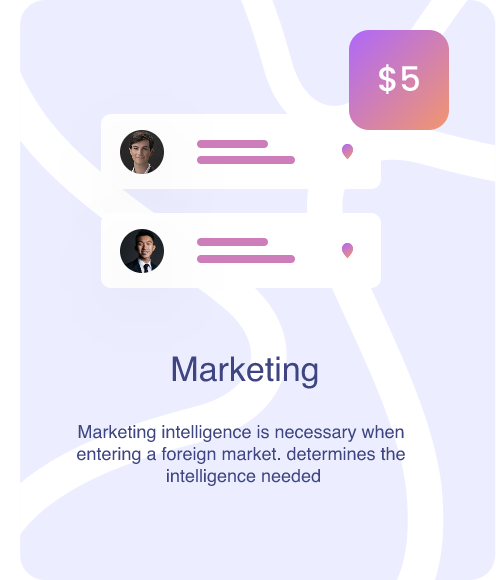 $5
Marketing
Marketing intelligence is necessary when
entering a foreign market. determines the
intelligence needed